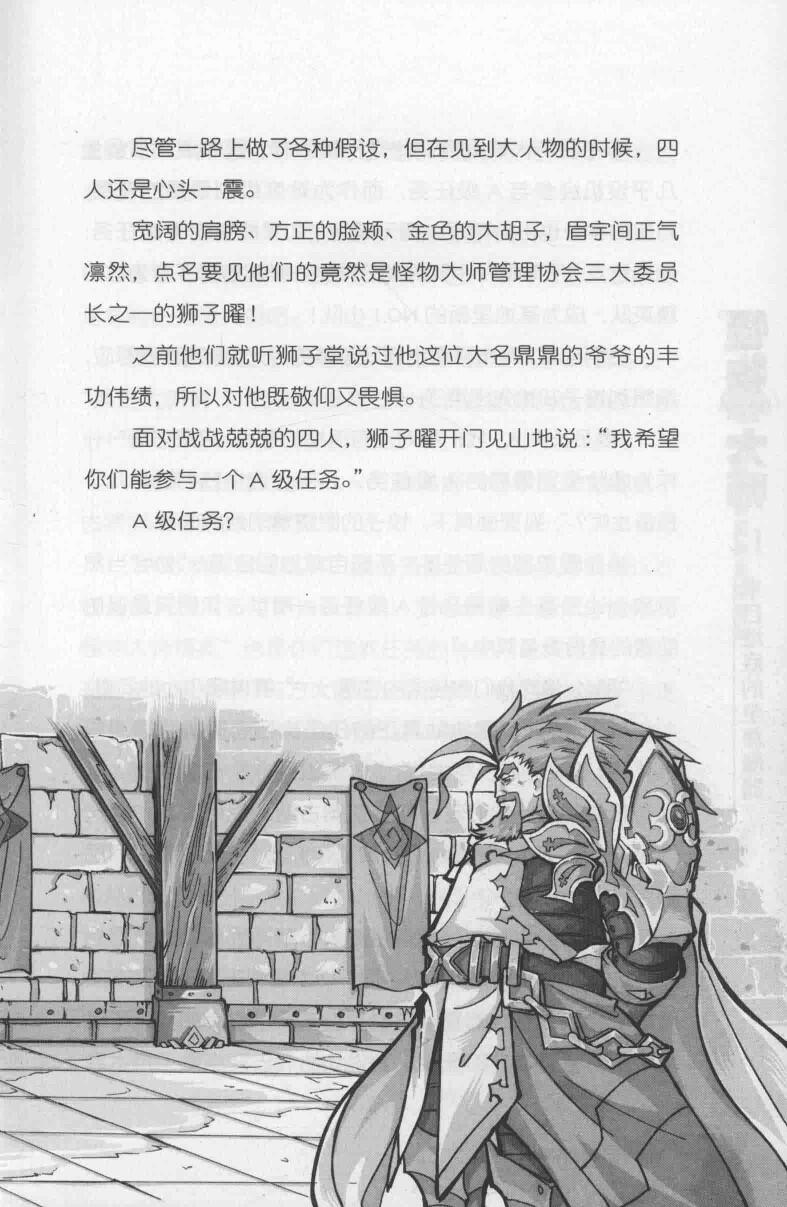 尽管一路上做了各种假设，但在见到大人物的时候，四
人还是心头一震。
宽阔的肩膀、方正的脸颊、金色的大胡子，眉宇间正气
凛然，点名要见他们的竟然是怪物大师管理协会三大委员
长之一的狮子曜！
之前他们就听狮子堂说过他这位大名鼎鼎的爷爷的丰
功伟绩，所以对他既敬仰又畏惧。
面对战战兢兢的四人，狮子曜开门见山地说：“我希望
你们能参与一个 A 级任务。”
A 级任务？